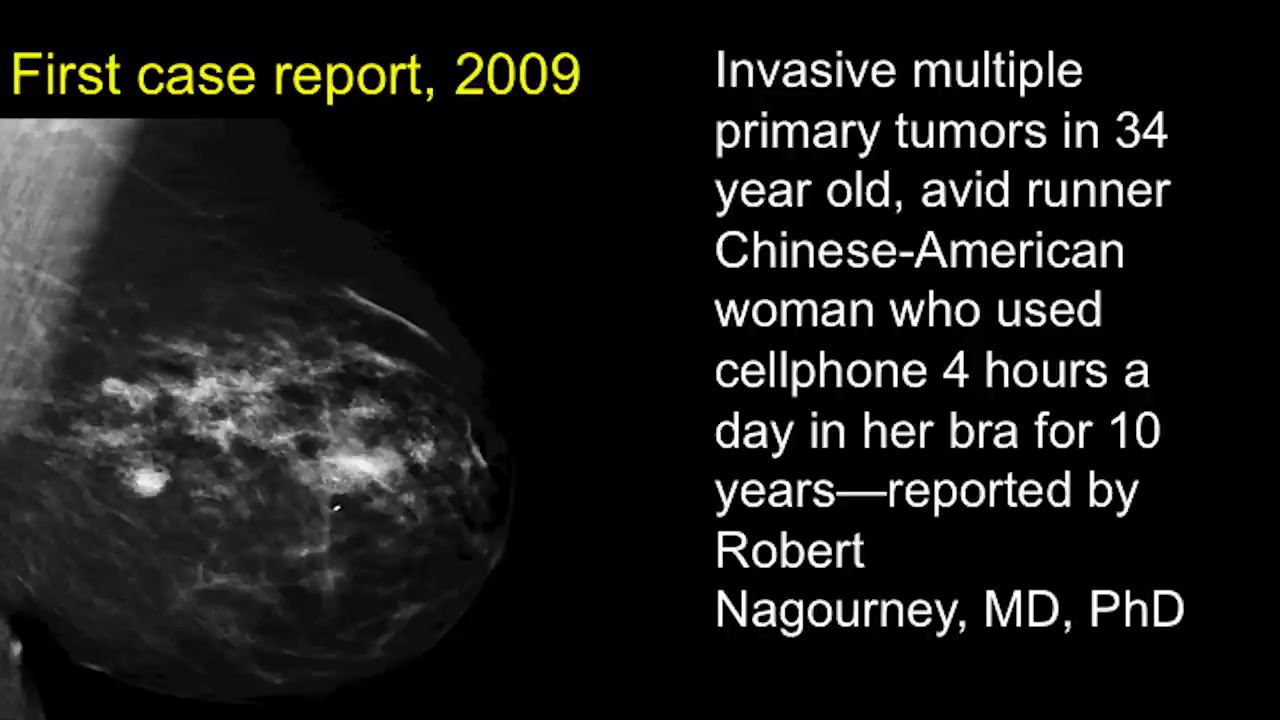 First case report, 2009
Invasive multiple
primary tumors in 34
year old, avid runner
Chinese-American
woman who used
cellphone 4 hours a
day in her bra for 10
years—reported by
Robert
Nagourney, MD, PhD